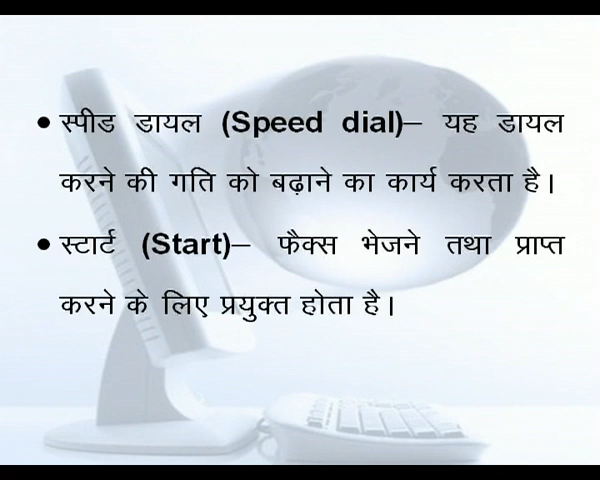 • स्पीड डायल (Speed dial)– यह डायल
करने की गति को बढ़ाने का कार्य करता है।
• स्टार्ट (Start)– फैक्स भेजने तथा प्राप्त
करने के लिए प्रयुक्त होता है।